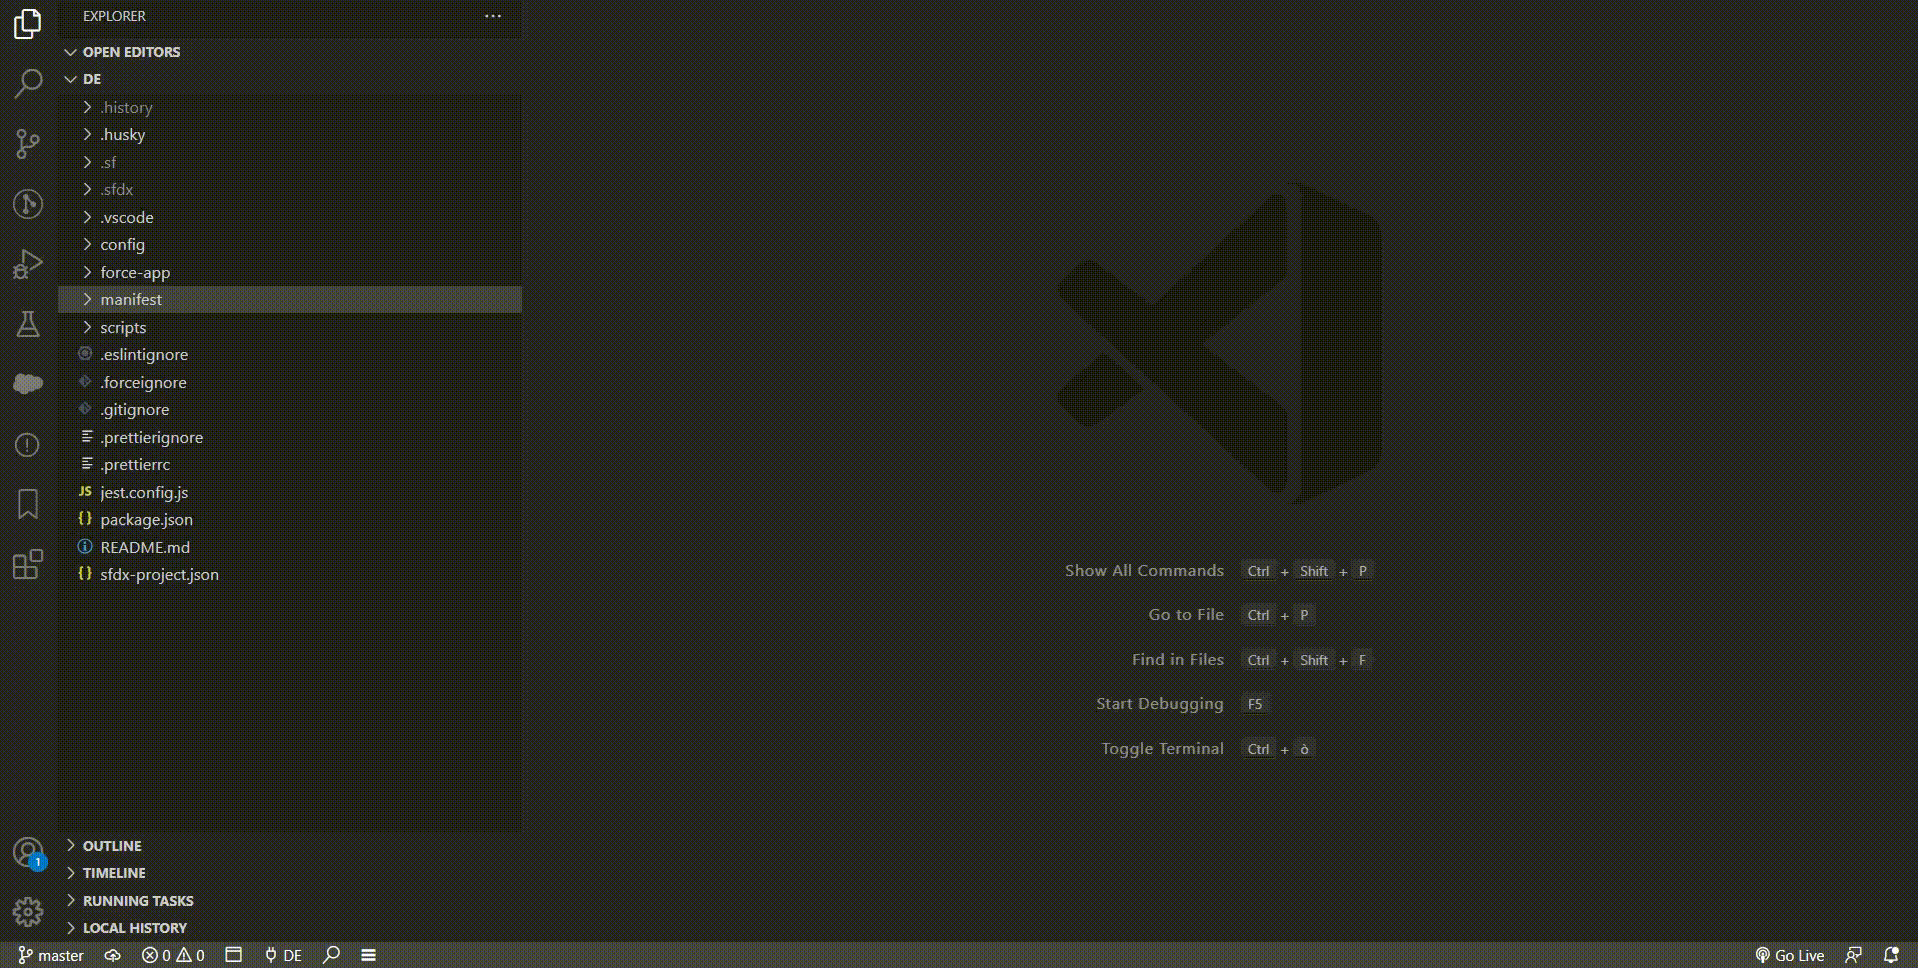 EXPLORER
OPEN EDITORS
DE
.history
.husky
.sf
.sfdx
.vscode
config
force-app
manifest
scripts
.eslintignore
.forceignore
.gitignore
.prettierignore
.prettierrc
JS jest.config.js
{} package.json
README.md
{} sfdx-project.json
OUTLINE
TIMELINE
RUNNING TASKS
LOCAL HISTORY
1
Show All Commands Ctrl + Shift + P
Go to File Ctrl + P
Find in Files Ctrl + Shift + F
Start Debugging F5
Toggle Terminal Ctrl + ò
master 0 0 DE Go Live